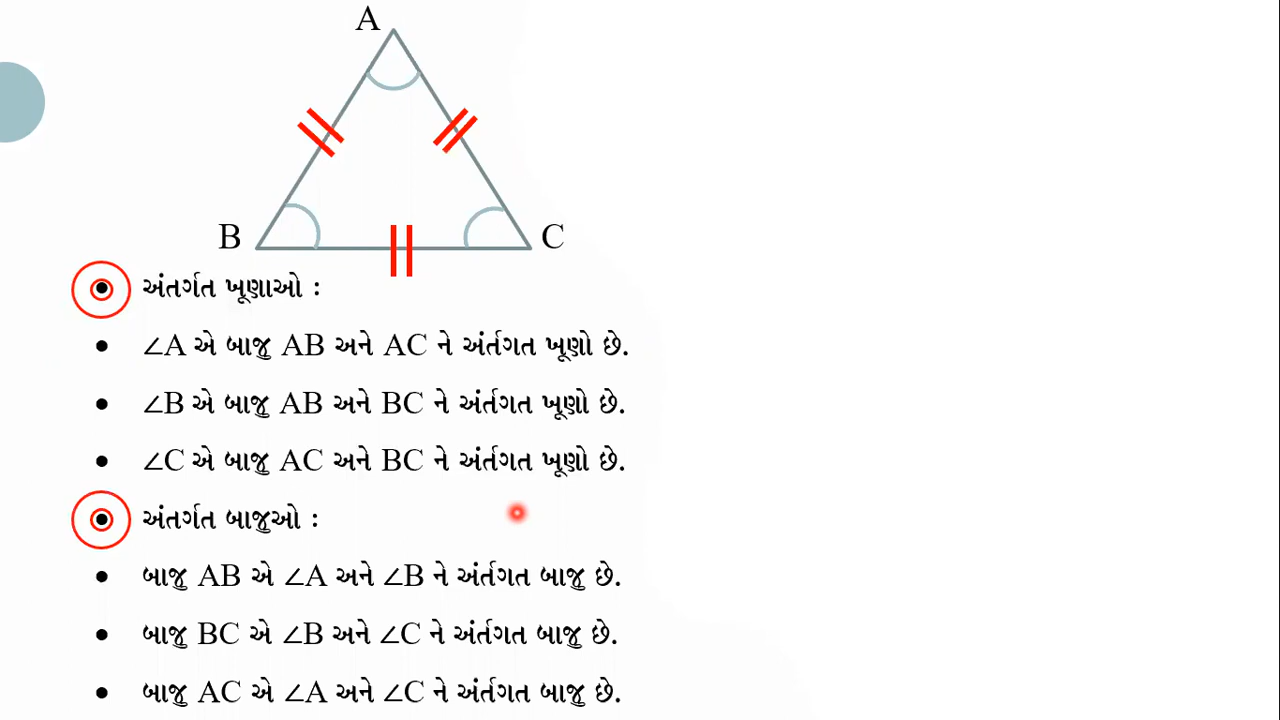 A
B
C
• અંતર્ગત ખૂણાઓ :
• ∠A એ બાજુ AB અને AC ને અંર્તગત ખૂણો છે.
• ∠B એ બાજુ AB અને BC ને અંર્તગત ખૂણો છે.
• ∠C એ બાજુ AC અને BC ને અંર્તગત ખૂણો છે.
• અંતર્ગત બાજુઓ :
• બાજુ AB એ ∠A અને ∠B ને અંર્તગત બાજુ છે.
• બાજુ BC એ ∠B અને ∠C ને અંર્તગત બાજુ છે.
• બાજુ AC એ ∠A અને ∠C ને અંર્તગત બાજુ છે.